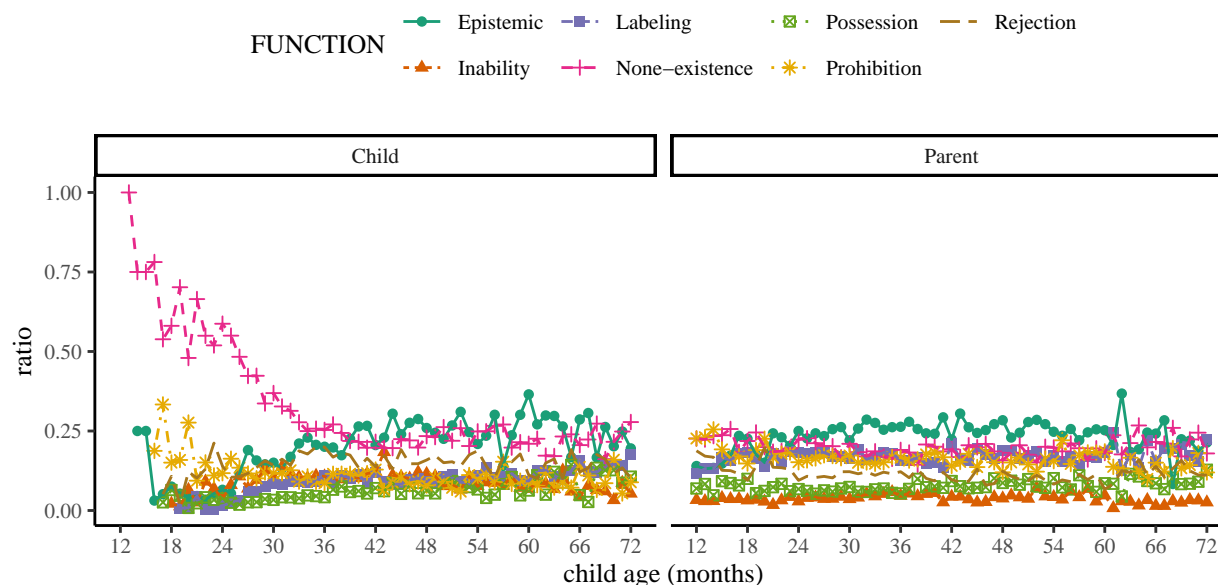 FUNCTION
Epistemic Labeling Possession Rejection
Inability None−existence Prohibition
Child Parent
ratio
1.00
0.75
0.50
0.25
0.00
12 18 24 30 36 42 48 54 60 66 72 12 18 24 30 36 42 48 54 60 66 72
child age (months)